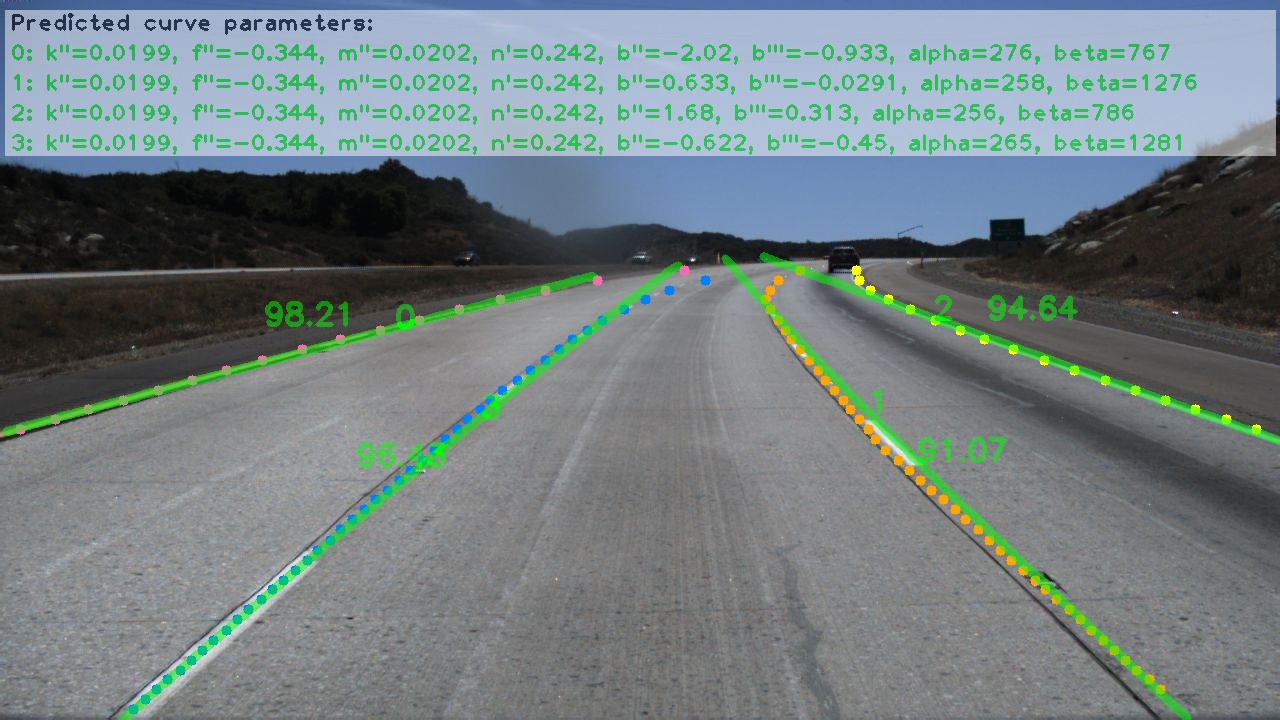 Predicted curve parameters:
0: k''=0.0199, f''=-0.344, m''=0.0202, n'=0.242, b''=-2.02, b'''=-0.933, alpha=276, beta=767
1: k''=0.0199, f''=-0.344, m''=0.0202, n'=0.242, b''=0.633, b'''=-0.0291, alpha=258, beta=1276
2: k''=0.0199, f''=-0.344, m''=0.0202, n'=0.242, b''=1.68, b'''=0.313, alpha=256, beta=786
3: k''=0.0199, f''=-0.344, m''=0.0202, n'=0.242, b''=-0.622, b'''=-0.45, alpha=265, beta=1281
98.21 0
2 94.64
1
91.07